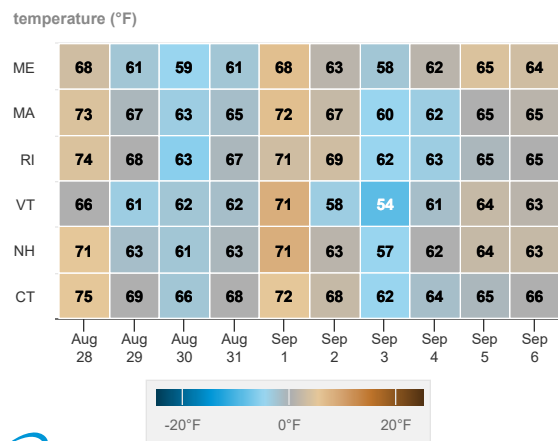 temperature (°F)
ME 68 61 59 61 68 63 58 62 65 64
MA 73 67 63 65 72 67 60 62 65 65
RI 74 68 63 67 71 69 62 63 65 65
VT 66 61 62 62 71 58 54 61 64 63
NH 71 63 61 63 71 63 57 62 64 63
CT 75 69 66 68 72 68 62 64 65 66
Aug Aug Aug Aug Sep Sep Sep Sep Sep Sep
28 29 30 31 1 2 3 4 5 6
-20°F 0°F 20°F